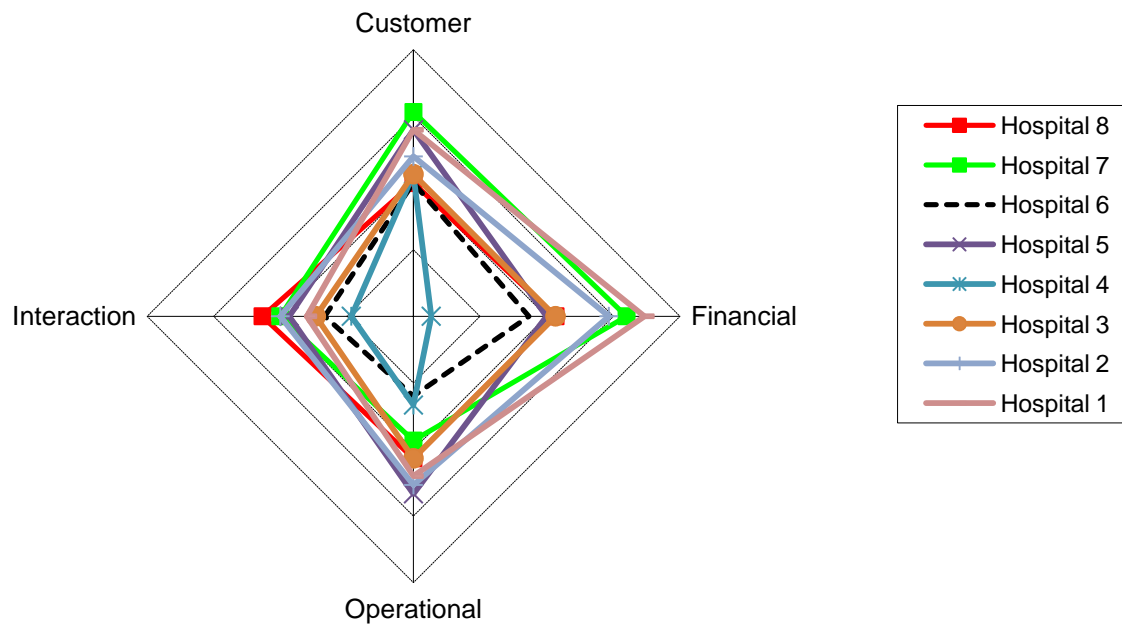 Customer
Financial
Operational
Interaction
Hospital 8
Hospital 7
Hospital 6
Hospital 5
Hospital 4
Hospital 3
Hospital 2
Hospital 1